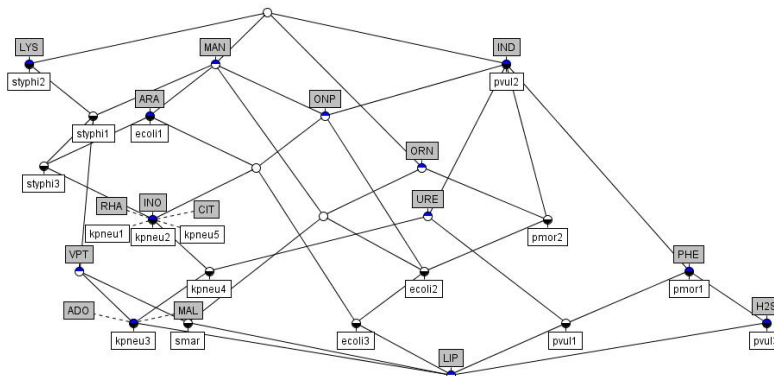 LYS
MAN
IND
styphi2
pvul2
ARA
ONP
styphi1
ecoli1
ORN
styphi3
RHA
INO
CIT
URE
kpneu1
kpneu2
kpneu5
pmor2
VPT
kpneu4
ecoli2
PHE
pmor1
ADO
MAL
H2S
kpneu3
smar
ecoli3
LIP
pvul1